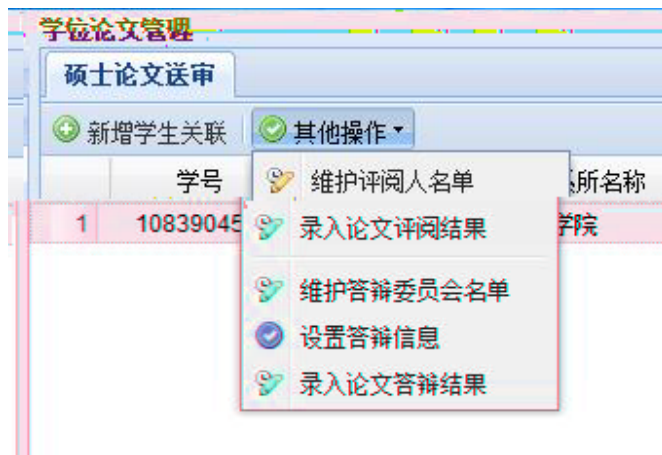 学位论文管理
硕士论文送审
新增学生关联 其他操作
学号 所名称
维护评阅人名单
1 10839045 学院
录入论文评阅结果
维护答辩委员会名单
设置答辩信息
录入论文答辩结果